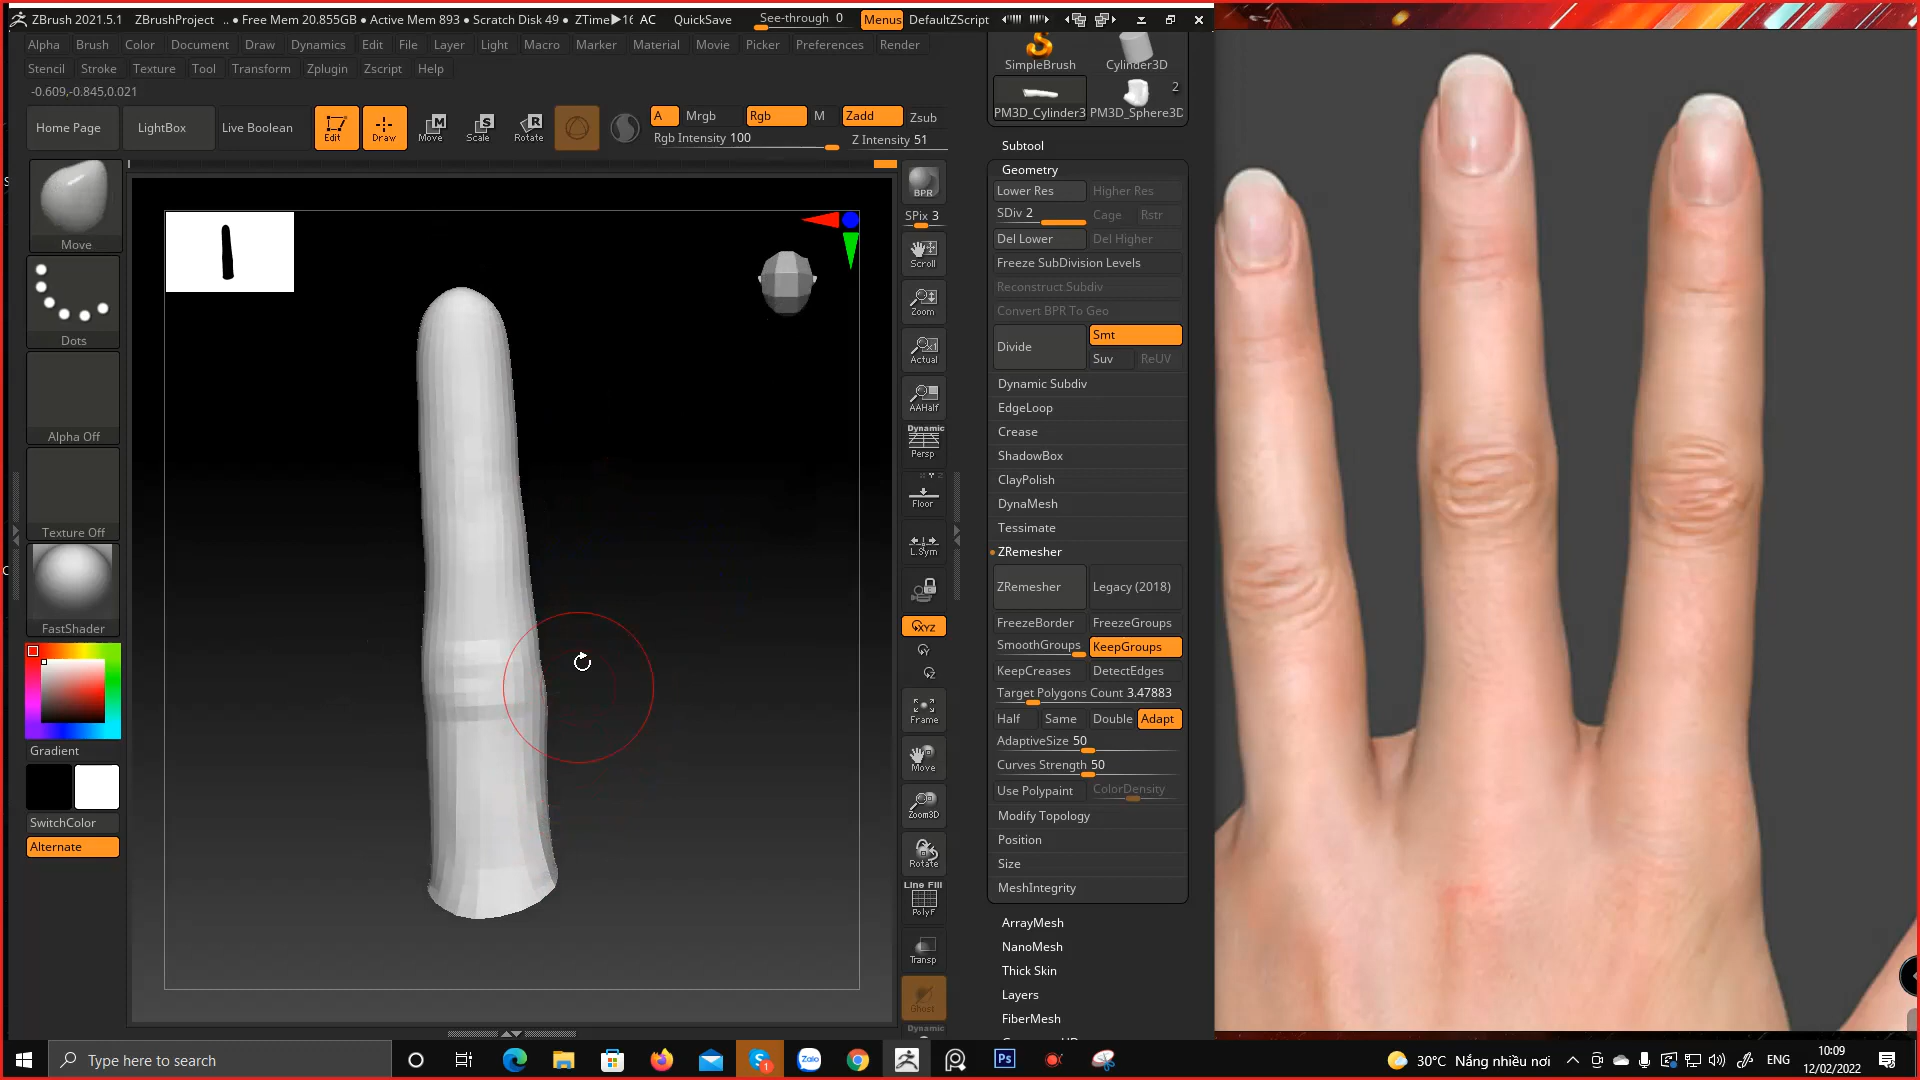 ZBrush 2021.5.1 ZBrushProject .. ● Free Mem 20.855GB ● Active Mem 893 ● Scratch Disk 49 ● ZTime▶16 AC QuickSave See-through 0 Menus DefaultZScript
Alpha Brush Color Document Draw Dynamics Edit File Layer Light Macro Marker Material Movie Picker Preferences Render
Stencil Stroke Texture Tool Transform Zplugin Zscript Help
-0.609,-0.845,0.021
Home Page LightBox Live Boolean Edit Draw Move Scale Rotate
A Mrgb Rgb M Zadd Zsub
Rgb Intensity 100 Z Intensity 51
Move
Dots
Alpha Off
Texture Off
FastShader
Gradient
SwitchColor
Alternate
BPR
SPix 3
Scroll
Zoom
Actual
AAHalf
Dynamic
Persp
Floor
L.Sym
XYZ
Y
Z
Frame
Move
Zoom3D
Rotate
Line Fill
PolyF
Transp
Ghost
Dynamic
SimpleBrush Cylinder3D
2
PM3D_Cylinder3 PM3D_Sphere3D
Subtool
Geometry
Lower Res Higher Res
SDiv 2 Cage Rstr
Del Lower Del Higher
Freeze SubDivision Levels
Reconstruct Subdiv
Convert BPR To Geo
Divide Smt
Suv ReUV
Dynamic Subdiv
EdgeLoop
Crease
ShadowBox
ClayPolish
DynaMesh
Tessimate
ZRemesher
ZRemesher Legacy (2018)
FreezeBorder FreezeGroups
SmoothGroups KeepGroups
KeepCreases DetectEdges
Target Polygons Count 3.47883
Half Same Double Adapt
AdaptiveSize 50
Curves Strength 50
Use Polypaint ColorDensity
Modify Topology
Position
Size
MeshIntegrity
ArrayMesh
NanoMesh
Thick Skin
Layers
FiberMesh
Type here to search
Zalo
Ps
30°C Nắng nhiều nơi
ENG
10:09
12/02/2022